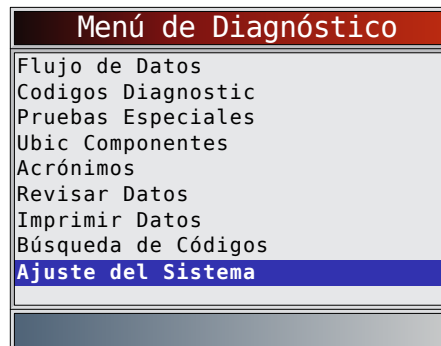 Menú de Diagnóstico
Flujo de Datos
Codigos Diagnostic
Pruebas Especiales
Ubic Componentes
Acrónimos
Revisar Datos
Imprimir Datos
Búsqueda de Códigos
Ajuste del Sistema